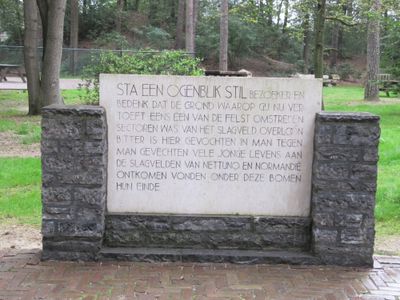 STA EEN OGENBLIK STIL BEZOEKER EN
BEDENK DAT DE GROND WAAROP GIJ NU VER
TOEFT EENS EEN VAN DE FELST OMSTREDEN
SECTOREN WAS VAN HET SLAGVELD OVERLOON
BITTER IS HIER GEVOCHTEN IN MAN TEGEN
MAN GEVECHTEN VELE JONGE LEVENS AAN
DE SLAGVELDEN VAN NETTUNO EN NORMANDIË
ONTKOMEN VONDEN ONDER DEZE BOMEN
HUN EINDE